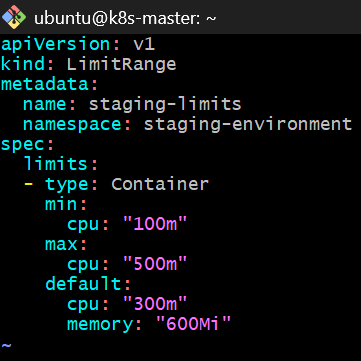 ubuntu@k8s-master: ~
apiVersion: v1
kind: LimitRange
metadata:
  name: staging-limits
  namespace: staging-environment
spec:
  limits:
  - type: Container
    min:
      cpu: "100m"
    max:
      cpu: "500m"
    default:
      cpu: "300m"
      memory: "600Mi"
~